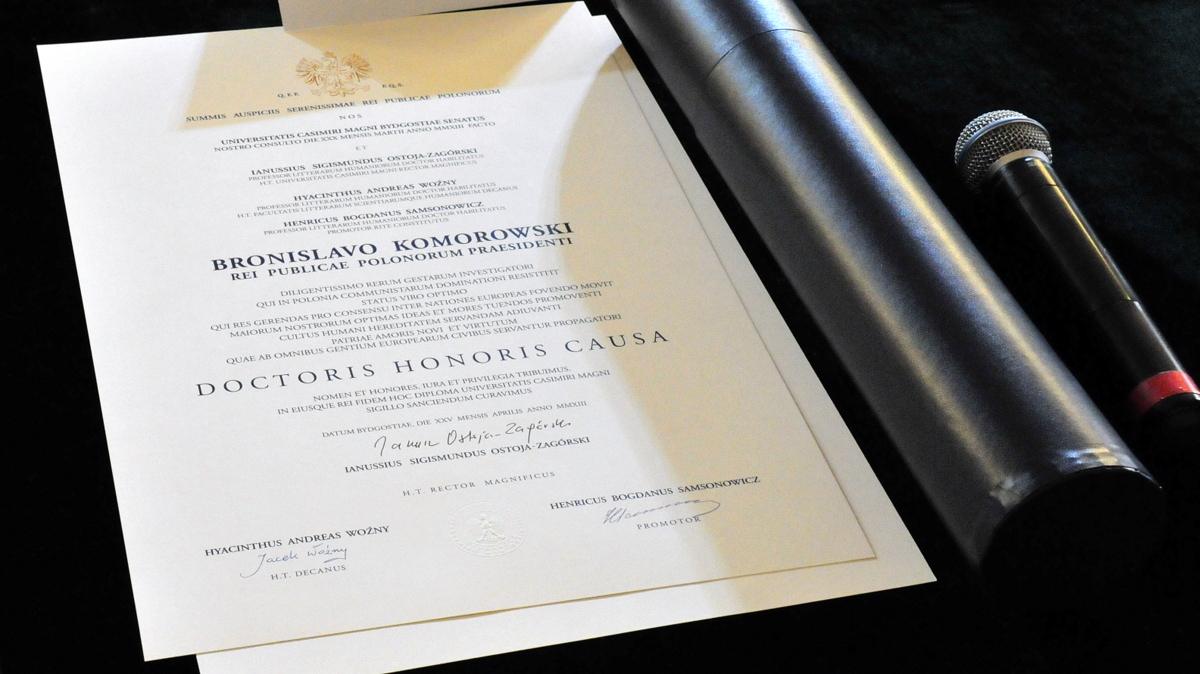 Q.F.F. F.Q.S.
SUMMIS AUSPICIIS SERENISSIMAE REI PUBLICAE POLONORUM
NOS
UNIVERSITATIS CASIMIRI MAGNI BYDGOSTIAE SENATUS
NOSTRO CONSULTO DIE XXX MENSIS MARTII ANNO MMXIII FACTO
ET
IANUSSIUS SIGISMUNDUS OSTOJA-ZAGÓRSKI
PROFESSOR LITTERARUM HUMANIORUM DOCTOR HABILITATUS
H.T. UNIVERSITATIS CASIMIRI MAGNI RECTOR MAGNIFICUS
HYACINTHUS ANDREAS WOŹNY
PROFESSOR LITTERARUM HUMANIORUM DOCTOR HABILITATUS
H.T. FACULTATIS LITTERARUM SCIENTIARUMQUE HUMANIORUM DECANUS
HENRICUS BOGDANUS SAMSONOWICZ
PROFESSOR LITTERARUM HUMANIORUM DOCTOR HABILITATUS
PROMOTOR RITE CONSTITUTUS
BRONISLAVO KOMOROWSKI
REI PUBLICAE POLONORUM PRAESIDENTI
DILIGENTISSIMO RERUM GESTARUM INVESTIGATORI
QUI IN POLONIA COMMUNISTARUM DOMINATIONI RESISTITIT
STATUS VIRO OPTIMO
QUI RES GERENDAS PRO CONSENSU INTER NATIONES EUROPEAS FOVENDO MOVIT
MAIORUM NOSTRORUM OPTIMAS IDEAS ET MORES TUENDOS PROMOVENTI
CULTUS HUMANI HEREDITATEM SERVANDAM ADIUVANTI
PATRIAE AMORIS NOVI ET VIRTUTUM
QUAE AB OMNIBUS GENTIUM EUROPEARUM CIVIBUS SERVANTUR PROPAGATORI
DOCTORIS HONORIS CAUSA
NOMEN ET HONORES, IURA ET PRIVILEGIA TRIBUIMUS,
IN EIUSQUE REI FIDEM HOC DIPLOMA UNIVERSITATIS CASIMIRI MAGNI
SIGILLO SANCIENDUM CURAVIMUS
DATUM BYDGOSTIAE, DIE XXV MENSIS APRILIS ANNO MMXIII
Janusz Ostoja-Zagórski
IANUSSIUS SIGISMUNDUS OSTOJA-ZAGÓRSKI
H.T. RECTOR MAGNIFICUS
HENRICUS BOGDANUS SAMSONOWICZ
PROMOTOR
HYACINTHUS ANDREAS WOŹNY
Jacek Woźny
H.T. DECANUS